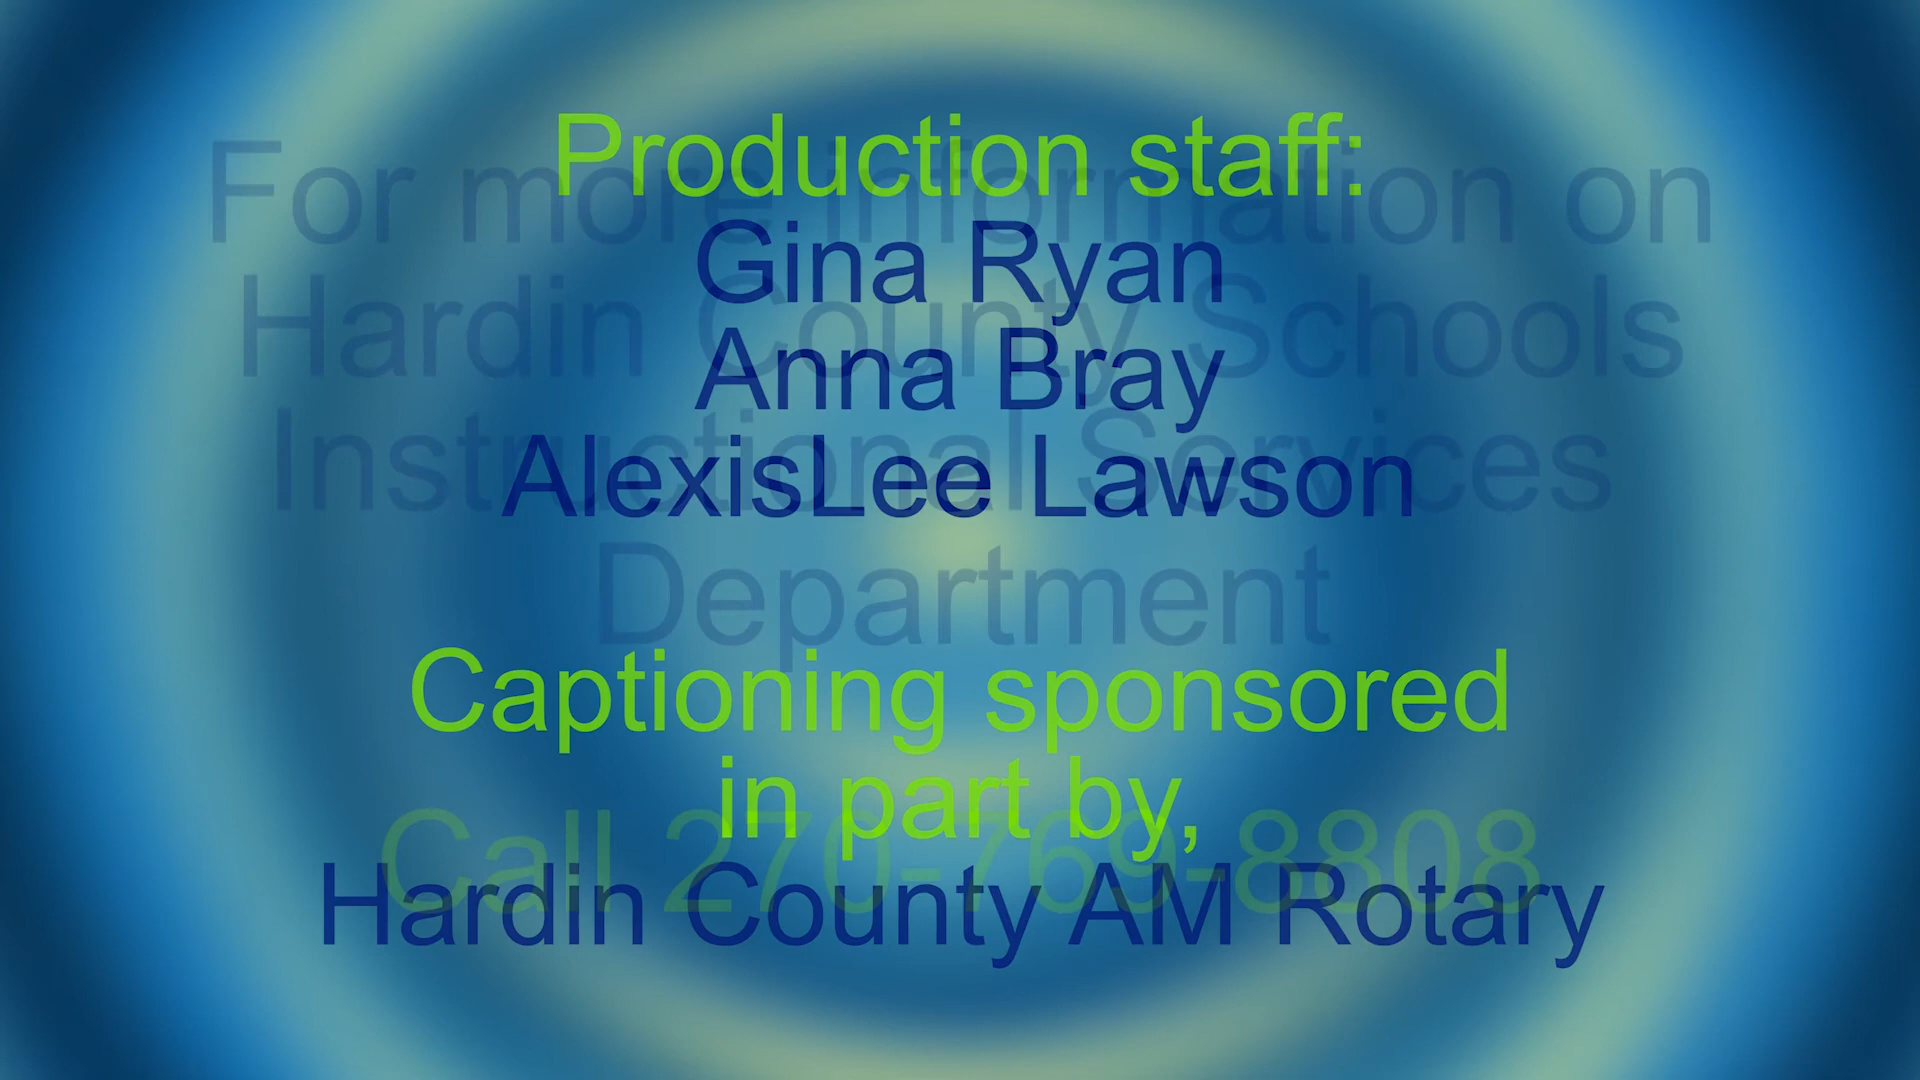 Production staff:
Gina Ryan
Anna Bray
AlexisLee Lawson
Captioning sponsored
in part by,
Hardin County AM Rotary
For more information on
Hardin County Schools
Instructional Services
Department
Call 270-769-8808